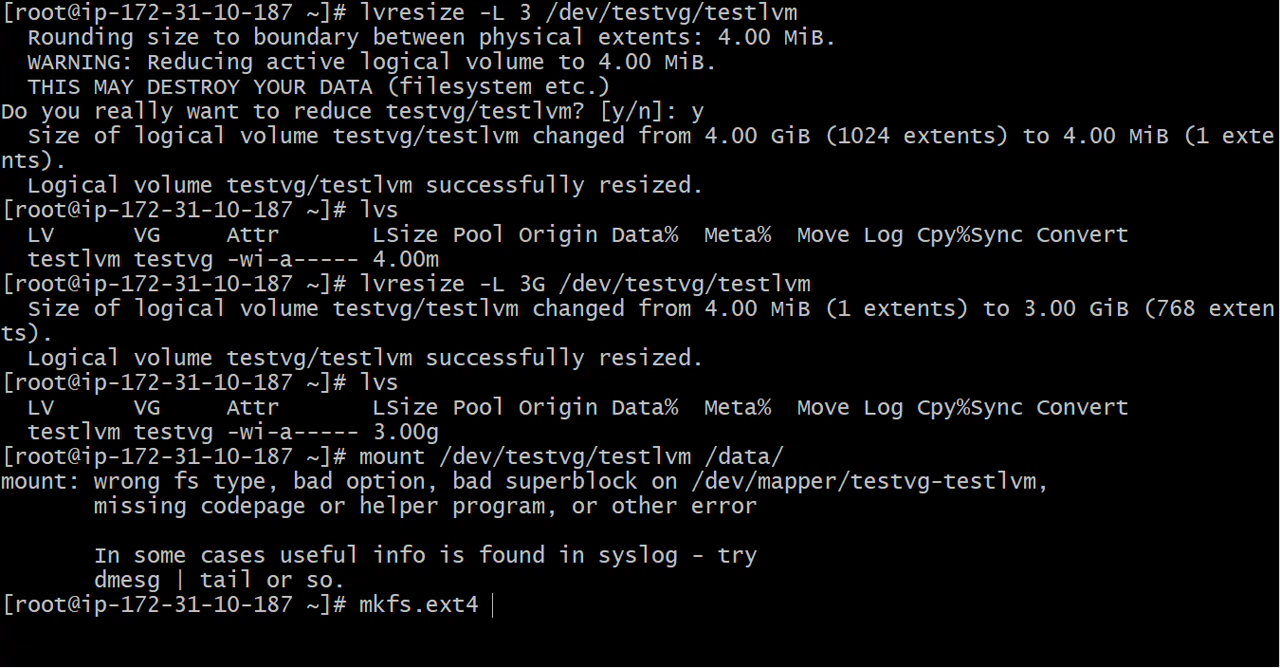 [root@ip-172-31-10-187 ~]# lvresize -L 3 /dev/testvg/testlvm
  Rounding size to boundary between physical extents: 4.00 MiB.
  WARNING: Reducing active logical volume to 4.00 MiB.
  THIS MAY DESTROY YOUR DATA (filesystem etc.)
Do you really want to reduce testvg/testlvm? [y/n]: y
  Size of logical volume testvg/testlvm changed from 4.00 GiB (1024 extents) to 4.00 MiB (1 exte
nts).
  Logical volume testvg/testlvm successfully resized.
[root@ip-172-31-10-187 ~]# lvs
  LV      VG     Attr       LSize Pool Origin Data%  Meta%  Move Log Cpy%Sync Convert
  testlvm testvg -wi-a----- 4.00m
[root@ip-172-31-10-187 ~]# lvresize -L 3G /dev/testvg/testlvm
  Size of logical volume testvg/testlvm changed from 4.00 MiB (1 extents) to 3.00 GiB (768 exten
ts).
  Logical volume testvg/testlvm successfully resized.
[root@ip-172-31-10-187 ~]# lvs
  LV      VG     Attr       LSize Pool Origin Data%  Meta%  Move Log Cpy%Sync Convert
  testlvm testvg -wi-a----- 3.00g
[root@ip-172-31-10-187 ~]# mount /dev/testvg/testlvm /data/
mount: wrong fs type, bad option, bad superblock on /dev/mapper/testvg-testlvm,
       missing codepage or helper program, or other error

       In some cases useful info is found in syslog - try
       dmesg | tail or so.
[root@ip-172-31-10-187 ~]# mkfs.ext4